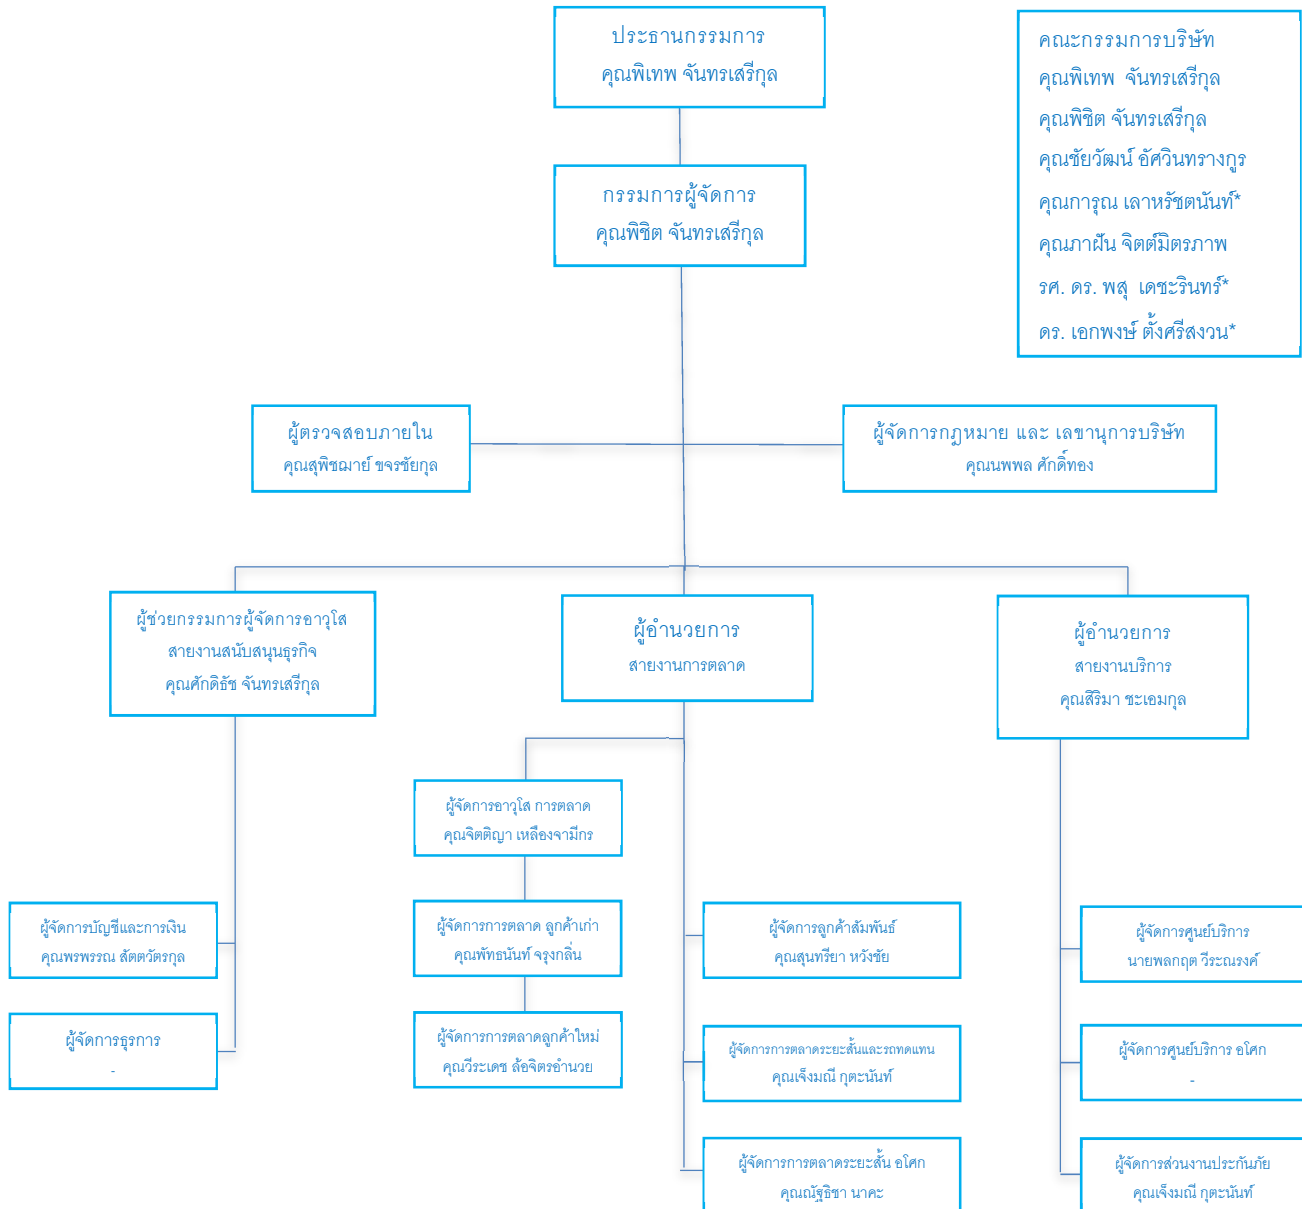 ประธานกรรมการ
คุณพิเทพ จันทรเสรีกุล
คณะกรรมการบริษัท
คุณพิเทพ จันทรเสรีกุล
คุณพิชิต จันทรเสรีกุล
คุณชัยวัฒน์ อัศวินทรางกูร
คุณการุณ เลาหรัชตนันท์*
คุณภาฝัน จิตต์มิตรภาพ
รศ. ดร. พสุ เดชะรินทร์*
ดร. เอกพงษ์ ตั้งศรีสงวน*
กรรมการผู้จัดการ
คุณพิชิต จันทรเสรีกุล
ผู้ตรวจสอบภายใน
คุณสุพิชฌาย์ ขจรชัยกุล
ผู้จัดการกฎหมาย และ เลขานุการบริษัท
คุณนพพล ศักดิ์ทอง
ผู้ช่วยกรรมการผู้จัดการอาวุโส
สายงานสนับสนุนธุรกิจ
คุณศักดิธัช จันทรเสรีกุล
ผู้อำนวยการ
สายงานการตลาด
ผู้อำนวยการ
สายงานบริการ
คุณสิริมา ชะเอมกุล
ผู้จัดการอาวุโส การตลาด
คุณจิตติญา เหลืองจามีกร
ผู้จัดการบัญชีและการเงิน
คุณพรพรรณ สัตตวัตรกุล
ผู้จัดการการตลาด ลูกค้าเก่า
คุณพัทธนันท์ จรุงกลิ่น
ผู้จัดการลูกค้าสัมพันธ์
คุณสุนทรียา หวังชัย
ผู้จัดการศูนย์บริการ
นายพลกฤต วีระณรงค์
ผู้จัดการธุรการ
-
ผู้จัดการการตลาดลูกค้าใหม่
คุณวีระเดช ล้อจิตรอำนวย
ผู้จัดการการตลาดระยะสั้นและรถทดแทน
คุณเจ็งมณี กุตะนันท์
ผู้จัดการศูนย์บริการ อโศก
-
ผู้จัดการการตลาดระยะสั้น อโศก
คุณณัฐธิชา นาคะ
ผู้จัดการส่วนงานประกันภัย
คุณเจ็งมณี กุตะนันท์